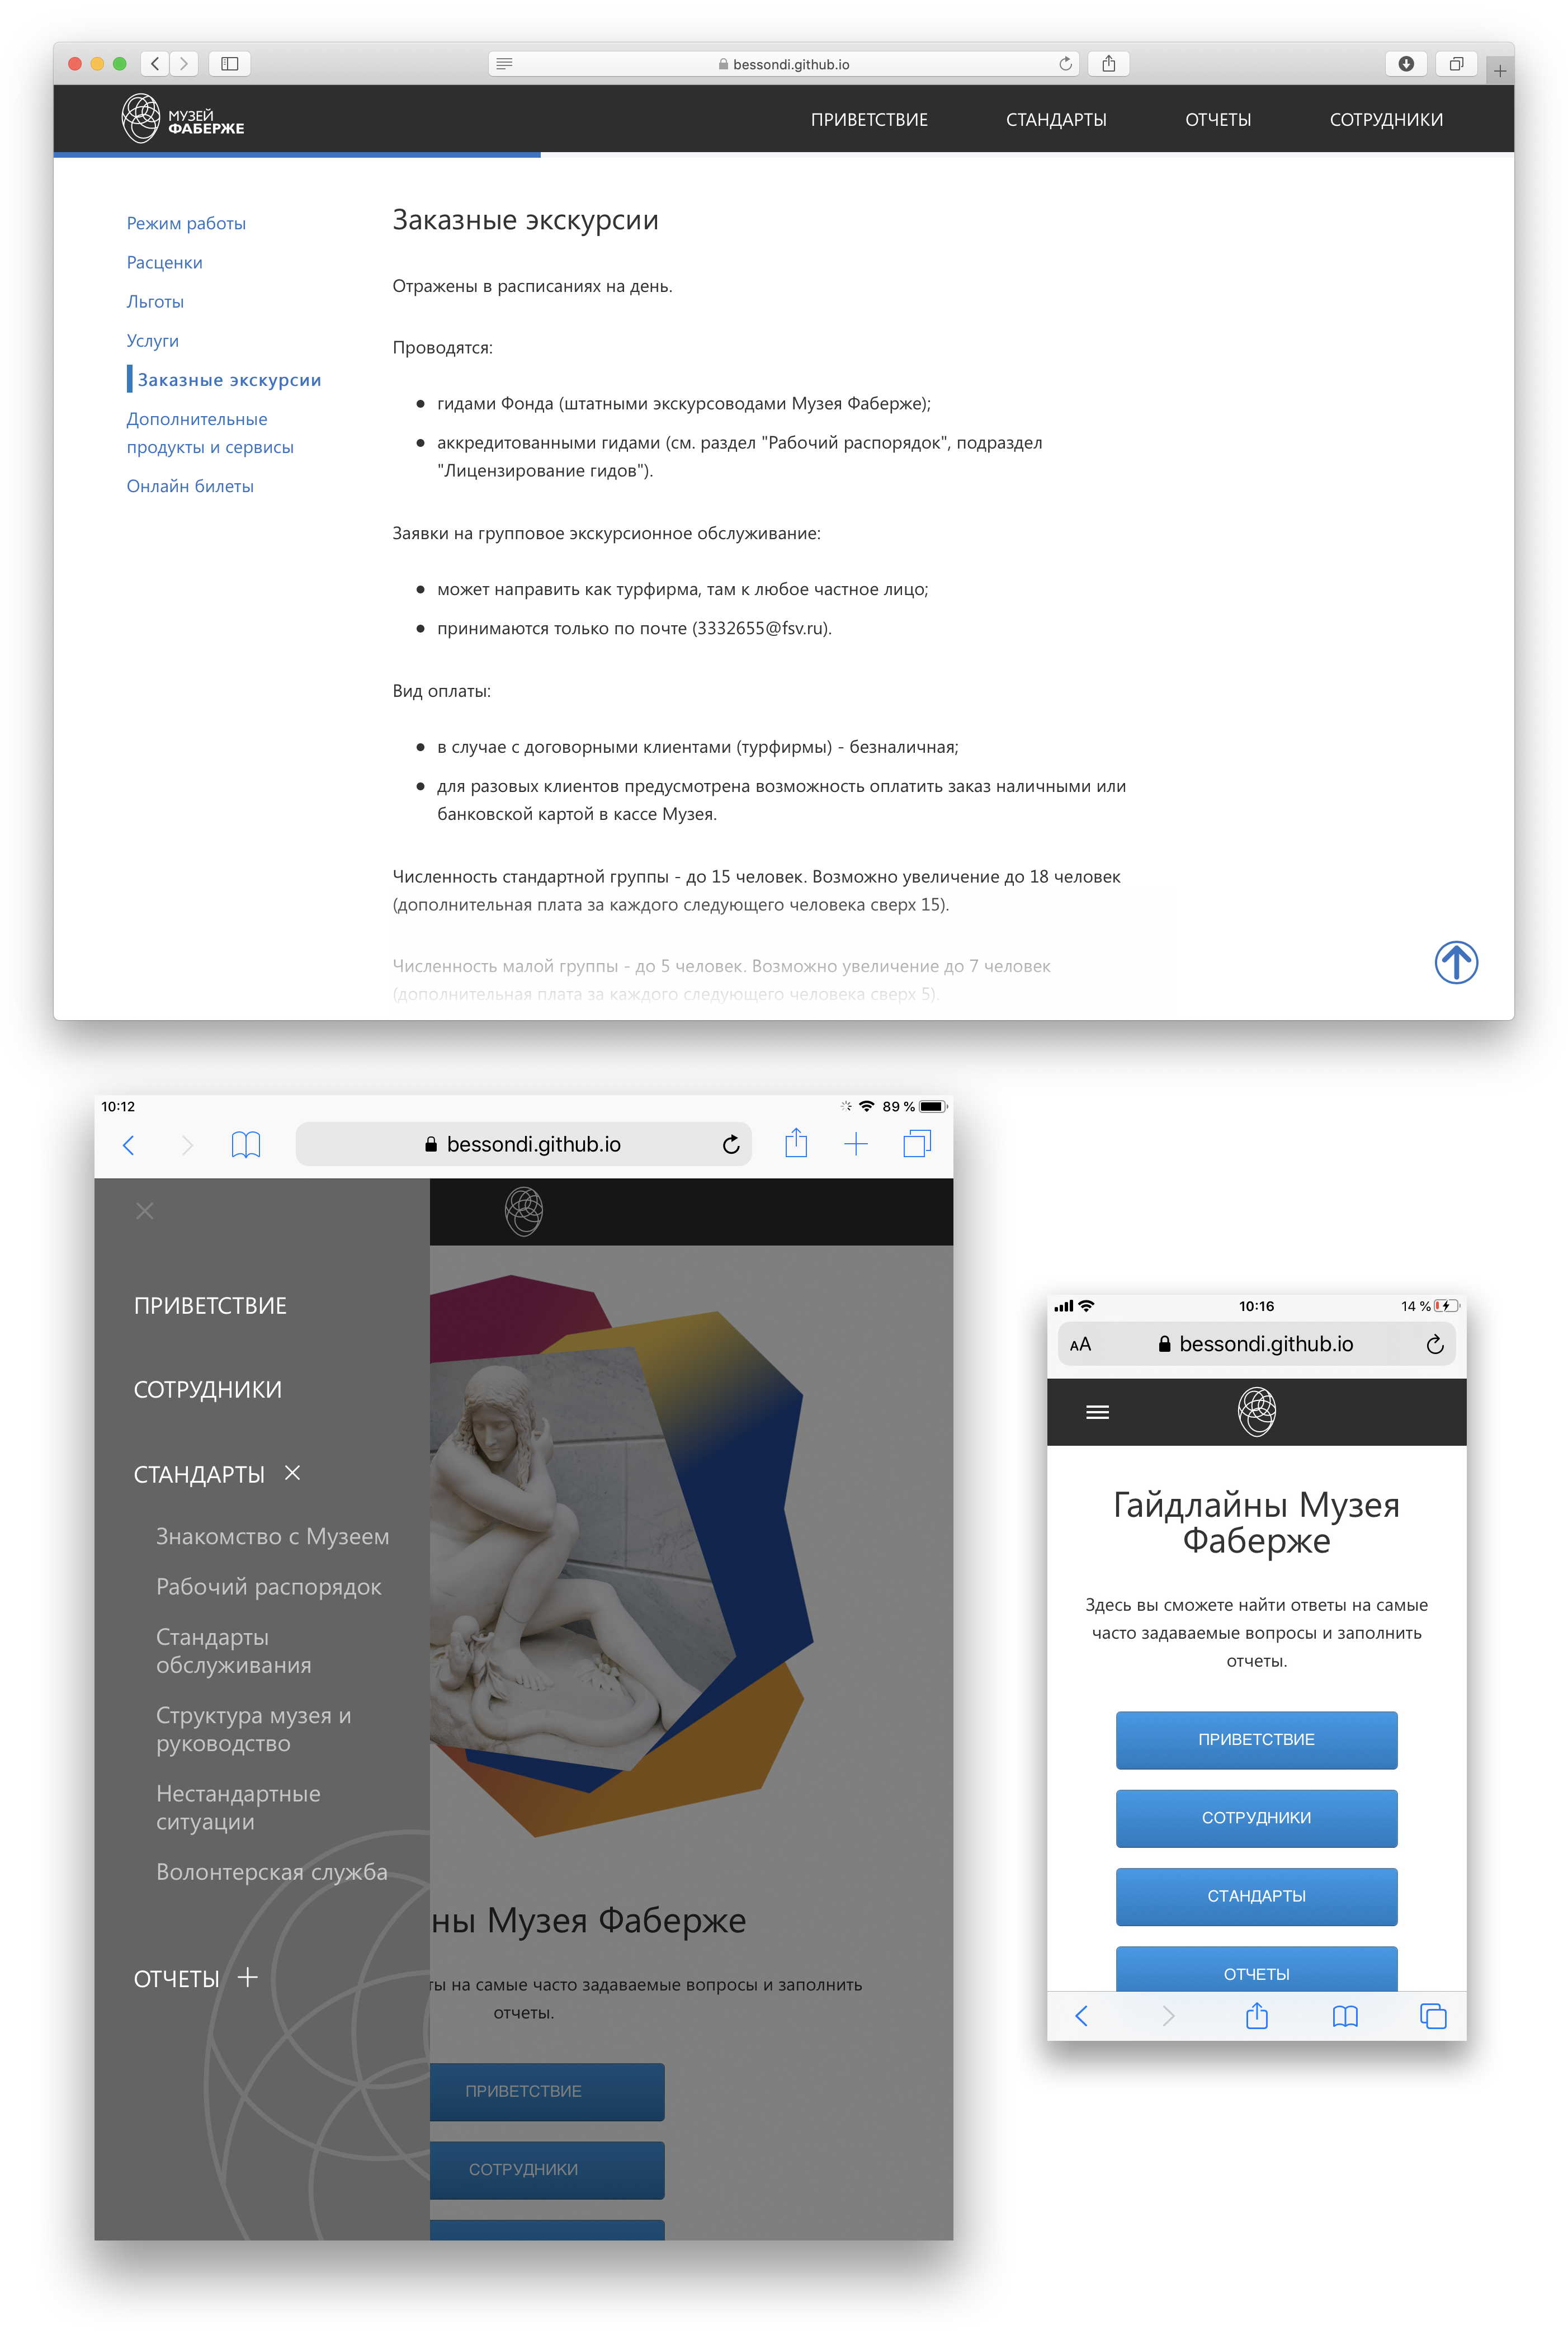 bessondi.github.io
МУЗЕЙ
ФАБЕРЖЕ
ПРИВЕТСТВИЕ
СТАНДАРТЫ
ОТЧЕТЫ
СОТРУДНИКИ
Режим работы
Расценки
Льготы
Услуги
Заказные экскурсии
Дополнительные
продукты и сервисы
Онлайн билеты
Заказные экскурсии
Отражены в расписаниях на день.
Проводятся:
гидами Фонда (штатными экскурсоводами Музея Фаберже);
аккредитованными гидами (см. раздел "Рабочий распорядок", подраздел
"Лицензирование гидов").
Заявки на групповое экскурсионное обслуживание:
может направить как турфирма, там к любое частное лицо;
принимаются только по почте (3332655@fsv.ru).
Вид оплаты:
в случае с договорными клиентами (турфирмы) - безналичная;
для разовых клиентов предусмотрена возможность оплатить заказ наличными или
банковской картой в кассе Музея.
Численность стандартной группы - до 15 человек. Возможно увеличение до 18 человек
(дополнительная плата за каждого следующего человека сверх 15).
Численность малой группы - до 5 человек. Возможно увеличение до 7 человек
(дополнительная плата за каждого следующего человека сверх 5).
10:12
89 %
bessondi.github.io
ПРИВЕТСТВИЕ
СОТРУДНИКИ
СТАНДАРТЫ
Знакомство с Музеем
Рабочий распорядок
Стандарты
обслуживания
Структура музея и
руководство
Нестандартные
ситуации
Волонтерская служба
ОТЧЕТЫ
ны Музея Фаберже
ты на самые часто задаваемые вопросы и заполнить
отчеты.
ПРИВЕТСТВИЕ
СОТРУДНИКИ
10:16
14 %
AA
bessondi.github.io
Гайдлайны Музея
Фаберже
Здесь вы сможете найти ответы на самые
часто задаваемые вопросы и заполнить
отчеты.
ПРИВЕТСТВИЕ
СОТРУДНИКИ
СТАНДАРТЫ
ОТЧЕТЫ